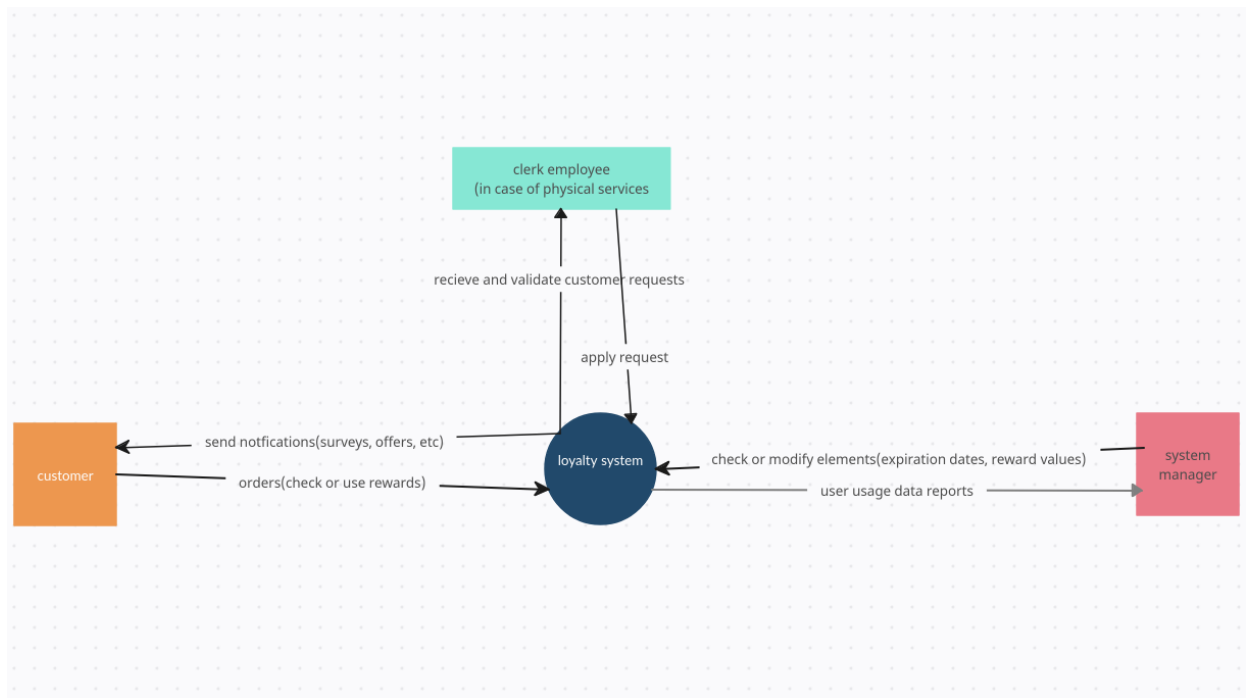 clerk employee
(in case of physical services
recieve and validate customer requests
apply request
send notfications(surveys, offers, etc)
customer
orders(check or use rewards)
loyalty system
check or modify elements(expiration dates, reward values)
user usage data reports
system
manager